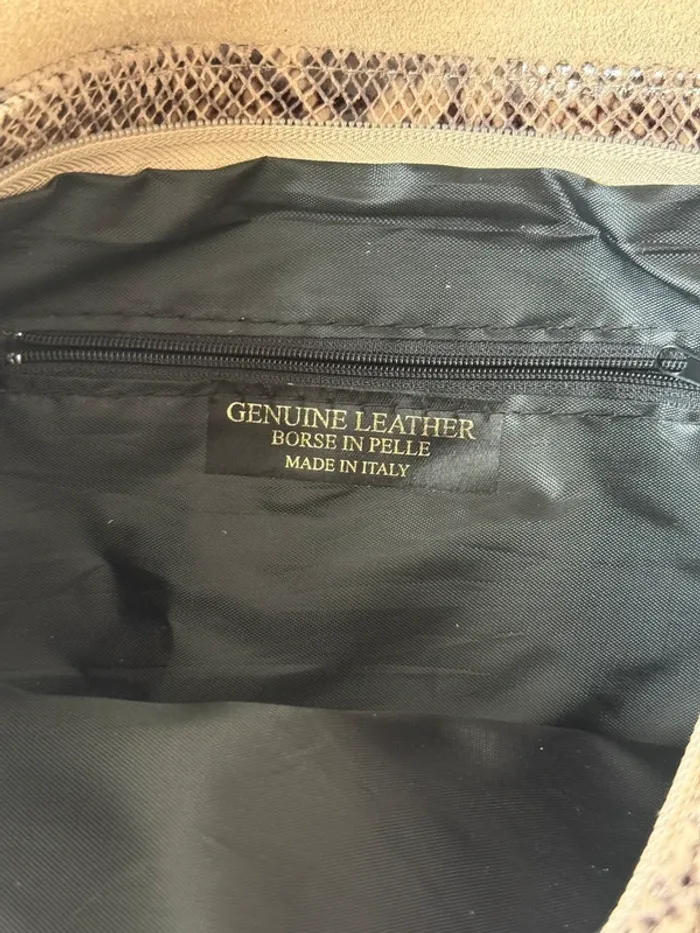 GENUINE LEATHER
BORSE IN PELLE
MADE IN ITALY